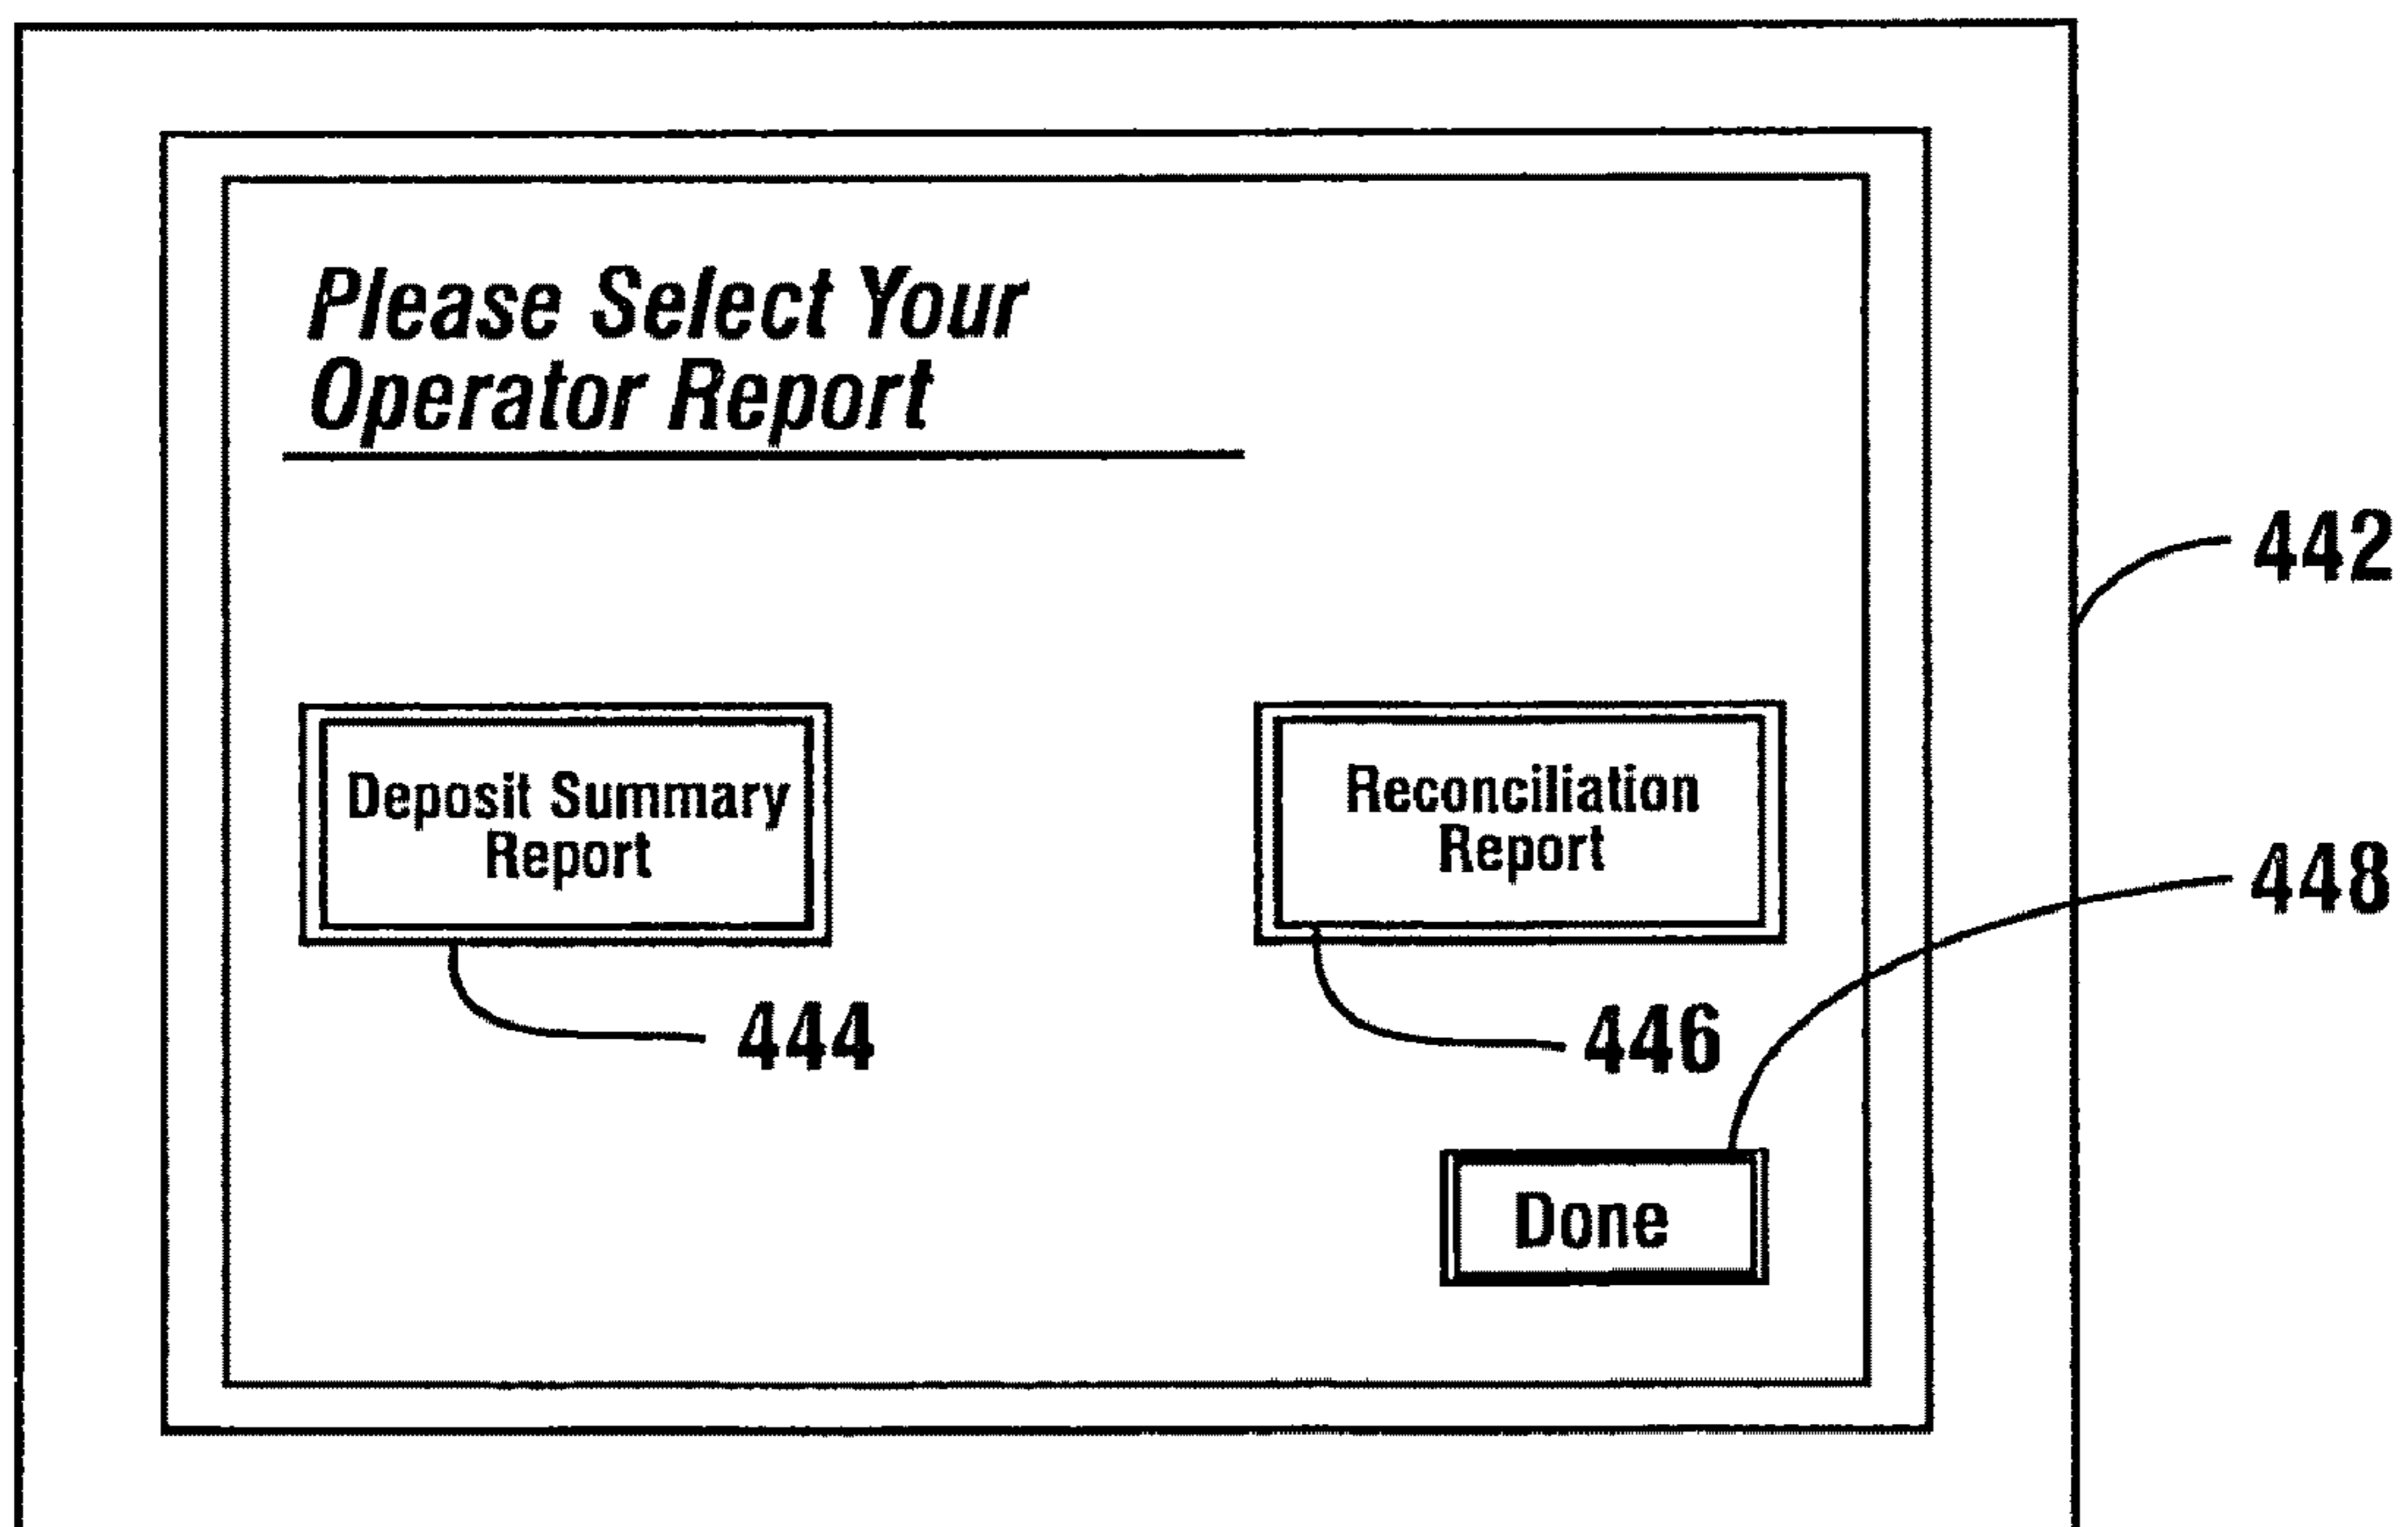 Please Select Your
Operator Report
442
Deposit Summary
Report
Reconciliation
Report
448
444
446
Done